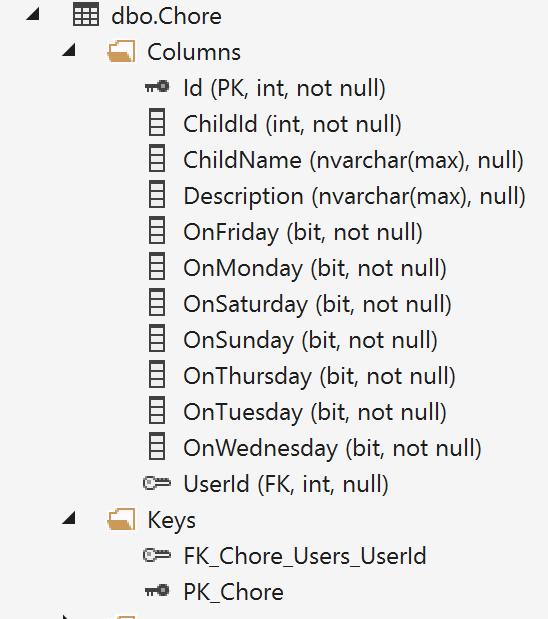 dbo.Chore
Columns
Id (PK, int, not null)
ChildId (int, not null)
ChildName (nvarchar(max), null)
Description (nvarchar(max), null)
OnFriday (bit, not null)
OnMonday (bit, not null)
OnSaturday (bit, not null)
OnSunday (bit, not null)
OnThursday (bit, not null)
OnTuesday (bit, not null)
OnWednesday (bit, not null)
UserId (FK, int, null)
Keys
FK_Chore_Users_UserId
PK_Chore